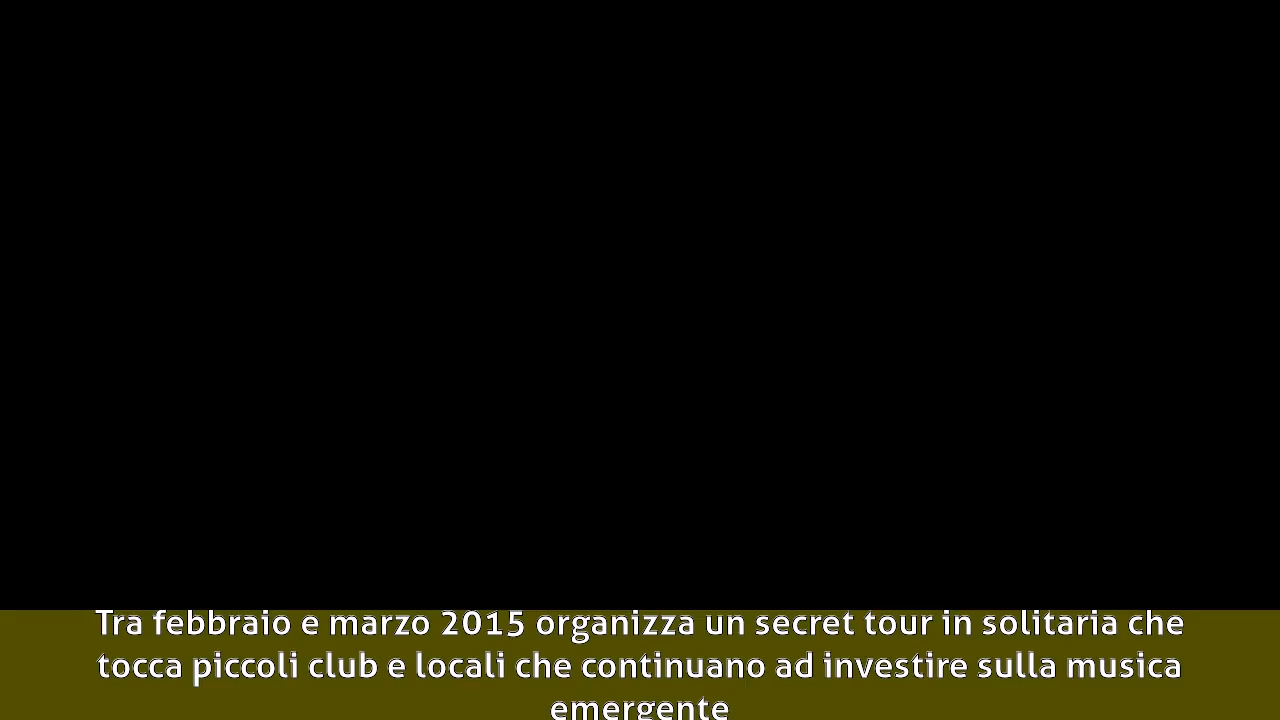 Tra febbraio e marzo 2015 organizza un secret tour in solitaria che
tocca piccoli club e locali che continuano ad investire sulla musica
emergente